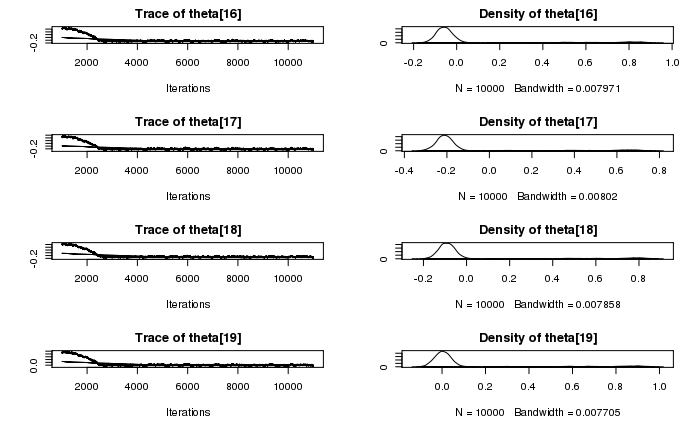 Trace of theta[16]
-0.2
2000 4000 6000 8000 10000
Iterations
Density of theta[16]
0
-0.2 0.0 0.2 0.4 0.6 0.8 1.0
N = 10000 Bandwidth = 0.007971
Trace of theta[17]
-0.2
2000 4000 6000 8000 10000
Iterations
Density of theta[17]
0
-0.4 -0.2 0.0 0.2 0.4 0.6 0.8
N = 10000 Bandwidth = 0.00802
Trace of theta[18]
-0.2
2000 4000 6000 8000 10000
Iterations
Density of theta[18]
0
-0.2 0.0 0.2 0.4 0.6 0.8
N = 10000 Bandwidth = 0.007858
Trace of theta[19]
0.0
2000 4000 6000 8000 10000
Iterations
Density of theta[19]
0
0.0 0.2 0.4 0.6 0.8 1.0
N = 10000 Bandwidth = 0.007705